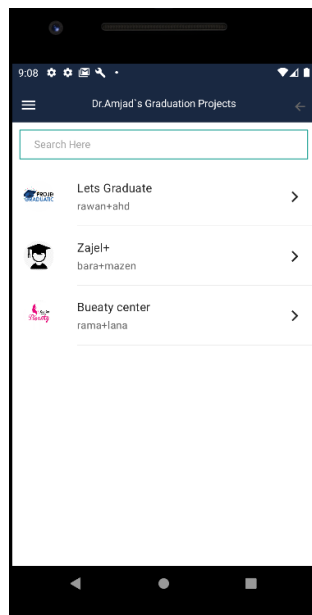 9:08
Dr.Amjad`s Graduation Projects
Search Here
Lets Graduate
rawan+ahd
Zajel+
bara+mazen
Bueaty center
rama+lana